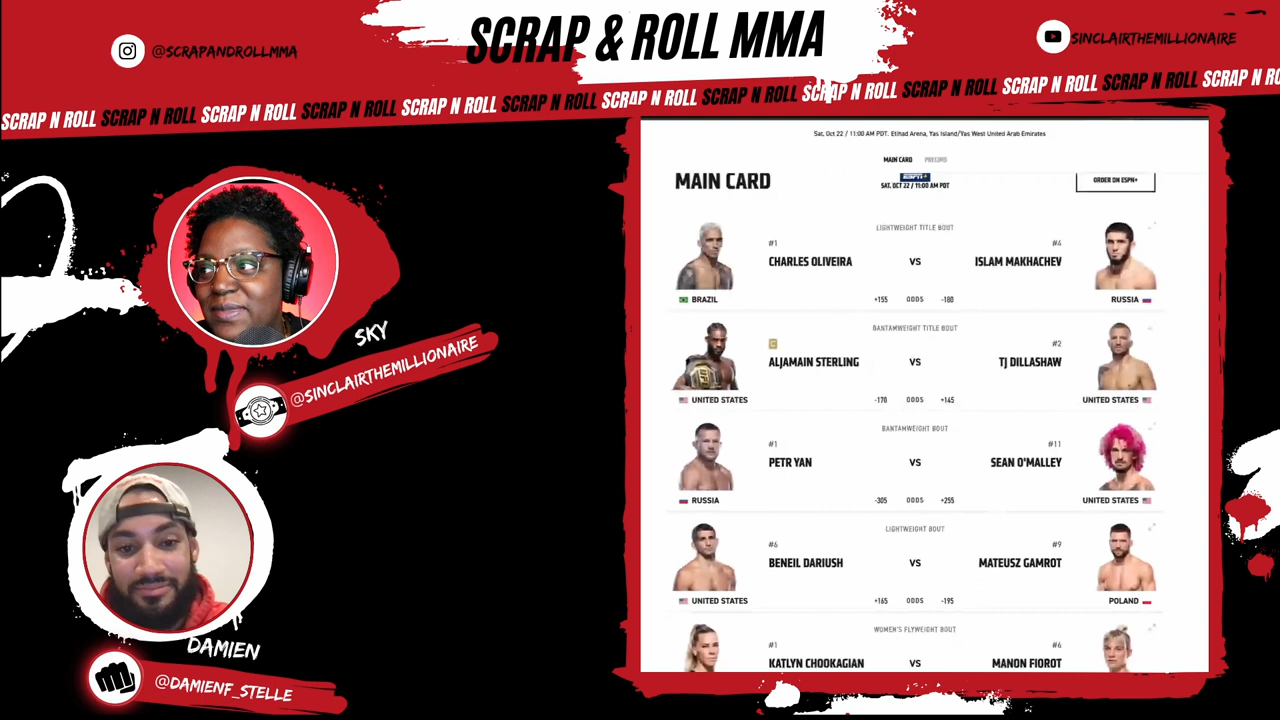 @SCRAPANDROLLMMA
SCRAP & ROLL MMA
SINCLAIRTHEMILLIONAIRE
SCRAP N ROLL SCRAP N ROLL SCRAP N ROLL SCRAP N ROLL SCRAP N ROLL SCRAP N ROLL SCRAP N ROLL SCRAP N ROLL SCRAP N ROLL SCRAP N ROLL SCRAP N ROLL SCRAP N ROLL SCRAP N RO
SKY
@SINCLAIRTHEMILLIONAIRE
DAMIEN
@DAMIENF_STELLE
Sat, Oct 22 / 11:00 AM PDT. Etihad Arena, Yas Island/Yas West United Arab Emirates
MAIN CARD PRELIMS
MAIN CARD
ESPN+
SAT, OCT 22 / 11:00 AM PDT
ORDER ON ESPN+
LIGHTWEIGHT TITLE BOUT
#1 #4
CHARLES OLIVEIRA VS ISLAM MAKHACHEV
BRAZIL +155 ODDS -180 RUSSIA
BANTAMWEIGHT TITLE BOUT
C #2
ALJAMAIN STERLING VS TJ DILLASHAW
UNITED STATES -170 ODDS +145 UNITED STATES
BANTAMWEIGHT BOUT
#1 #11
PETR YAN VS SEAN O'MALLEY
RUSSIA -305 ODDS +255 UNITED STATES
LIGHTWEIGHT BOUT
#6 #9
BENEIL DARIUSH VS MATEUSZ GAMROT
UNITED STATES +165 ODDS -195 POLAND
WOMEN'S FLYWEIGHT BOUT
#1 #6
KATLYN CHOOKAGIAN VS MANON FIOROT